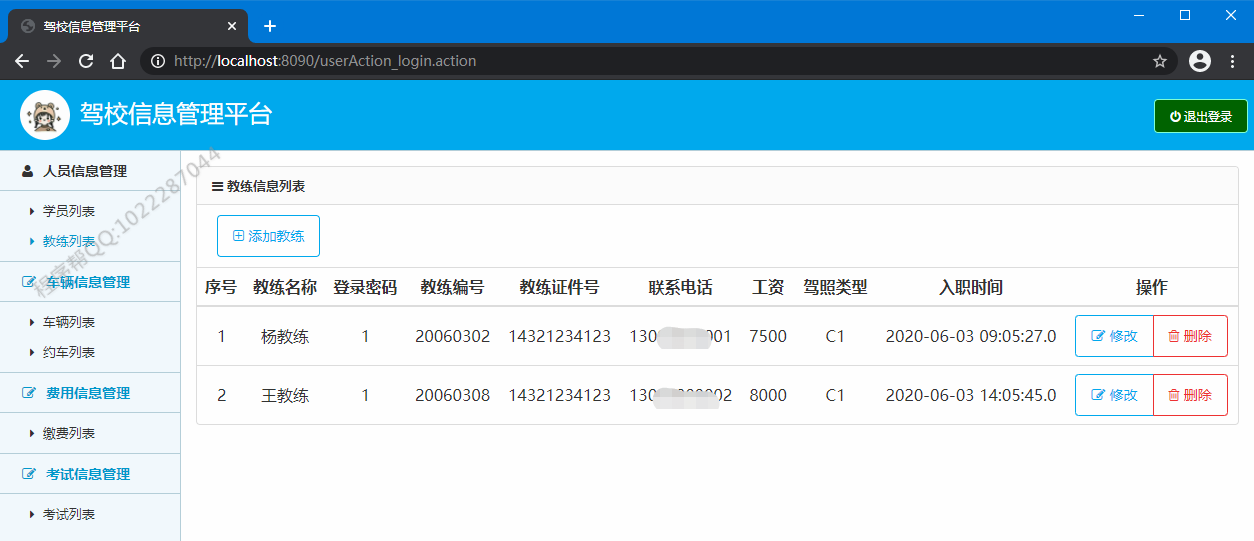 驾校信息管理平台
http://localhost:8090/userAction_login.action
驾校信息管理平台
退出登录
人员信息管理
学员列表
教练列表
车辆信息管理
车辆列表
约车列表
费用信息管理
缴费列表
考试信息管理
考试列表
程序帮QQ:1022287044
教练信息列表
添加教练
序号 教练名称 登录密码 教练编号 教练证件号 联系电话 工资 驾照类型 入职时间 操作
1 杨教练 1 20060302 14321234123 130 001 7500 C1 2020-06-03 09:05:27.0 修改 删除
2 王教练 1 20060308 14321234123 130 02 8000 C1 2020-06-03 14:05:45.0 修改 删除